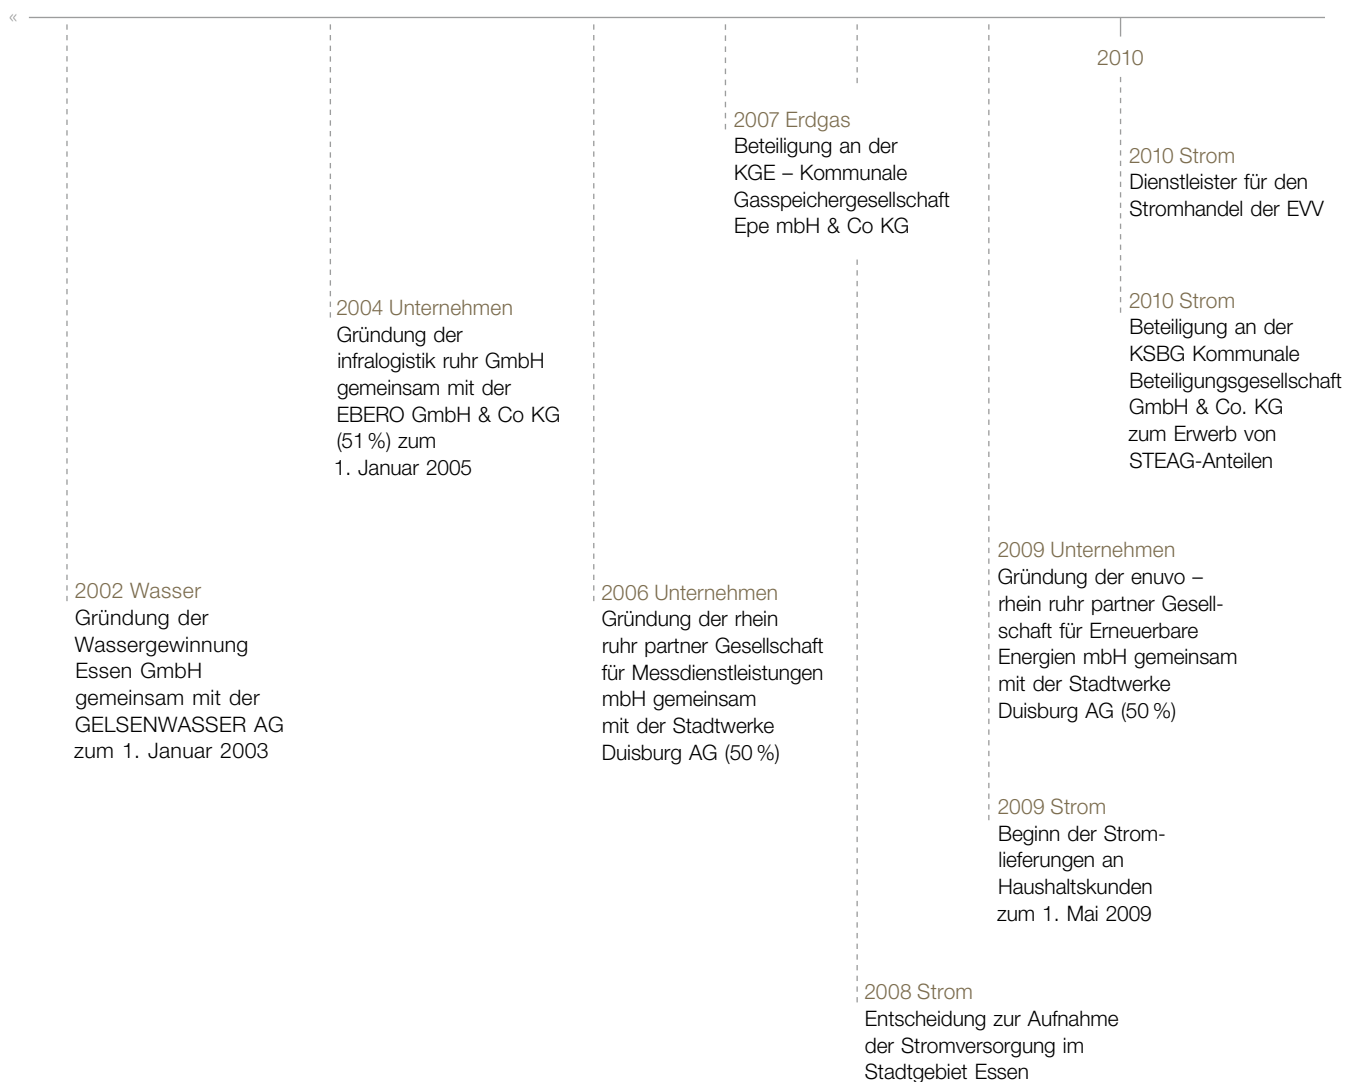 «
2010
2007 Erdgas
Beteiligung an der
KGE – Kommunale
Gasspeichergesellschaft
Epe mbH & Co KG
2010 Strom
Dienstleister für den
Stromhandel der EVV
2004 Unternehmen
Gründung der
infralogistik ruhr GmbH
gemeinsam mit der
EBERO GmbH & Co KG
(51 %) zum
1. Januar 2005
2010 Strom
Beteiligung an der
KSBG Kommunale
Beteiligungsgesellschaft
GmbH & Co. KG
zum Erwerb von
STEAG-Anteilen
2002 Wasser
Gründung der
Wassergewinnung
Essen GmbH
gemeinsam mit der
GELSENWASSER AG
zum 1. Januar 2003
2006 Unternehmen
Gründung der rhein
ruhr partner Gesellschaft
für Messdienstleistungen
mbH gemeinsam
mit der Stadtwerke
Duisburg AG (50 %)
2009 Unternehmen
Gründung der enuvo –
rhein ruhr partner Gesell-
schaft für Erneuerbare
Energien mbH gemeinsam
mit der Stadtwerke
Duisburg AG (50 %)
2009 Strom
Beginn der Strom-
lieferungen an
Haushaltskunden
zum 1. Mai 2009
2008 Strom
Entscheidung zur Aufnahme
der Stromversorgung im
Stadtgebiet Essen